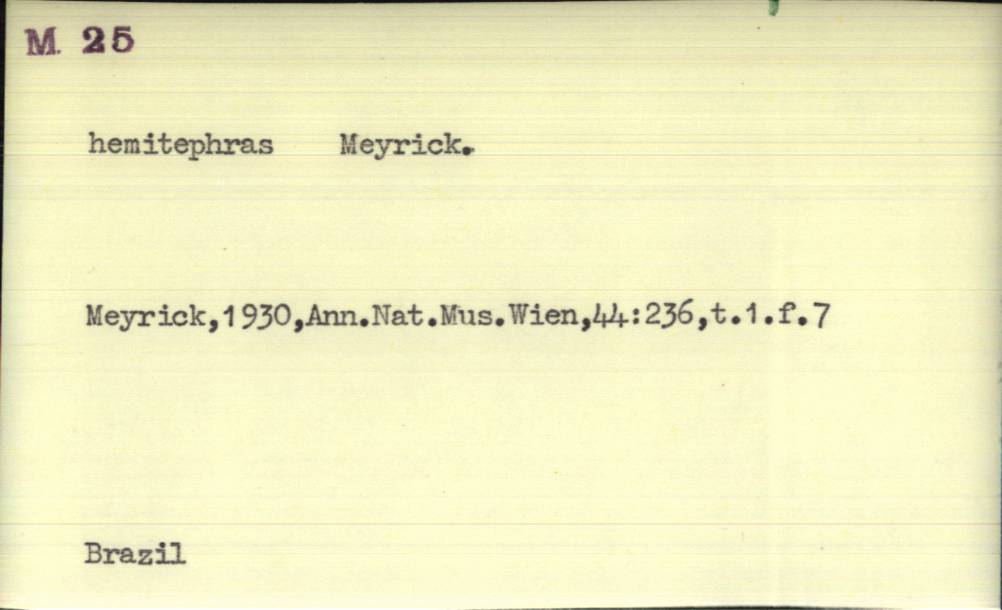 M. 25
hemitephras Meyrick.
Meyrick,1930,Ann.Nat.Mus.Wien,44:236,t.1.f.7
Brazil